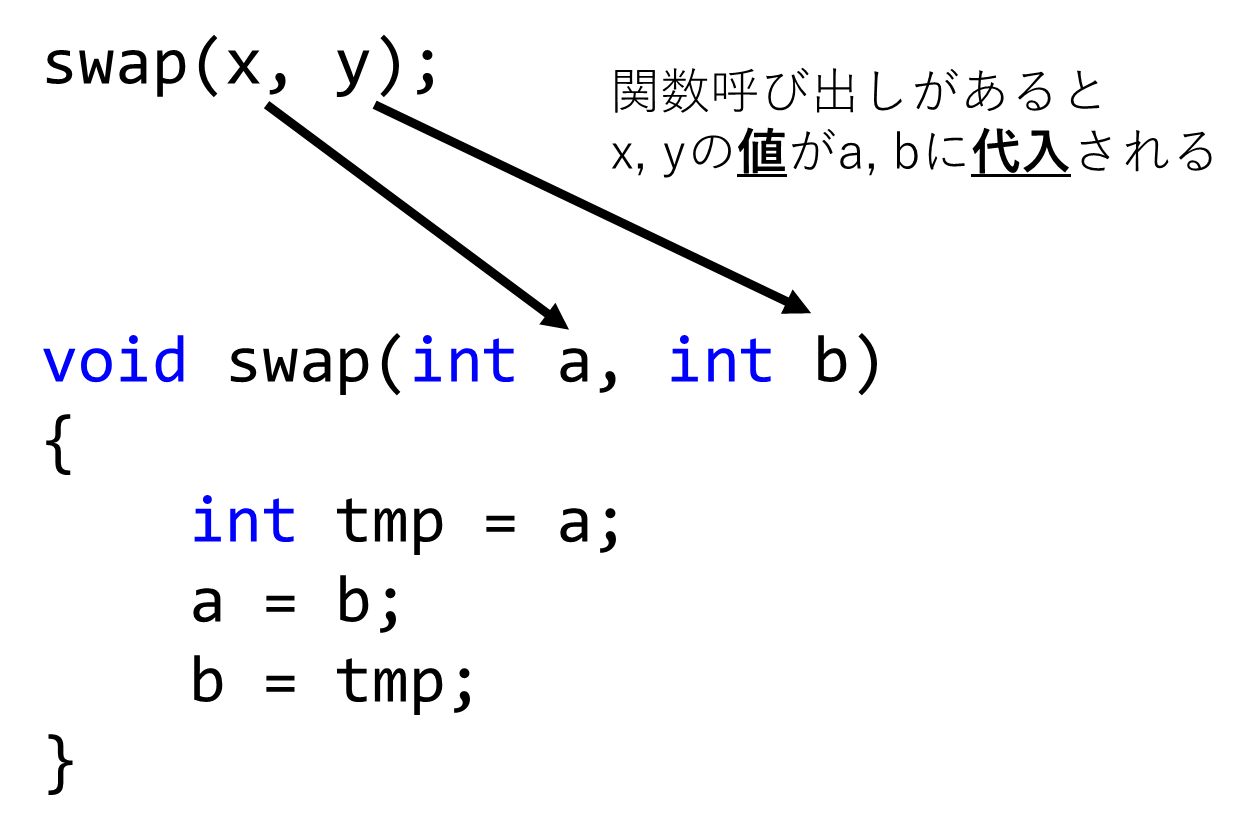 swap(x, y);
関数呼び出しがあると
x, yの値がa, bに代入される
void swap(int a, int b)
{
    int tmp = a;
    a = b;
    b = tmp;
}